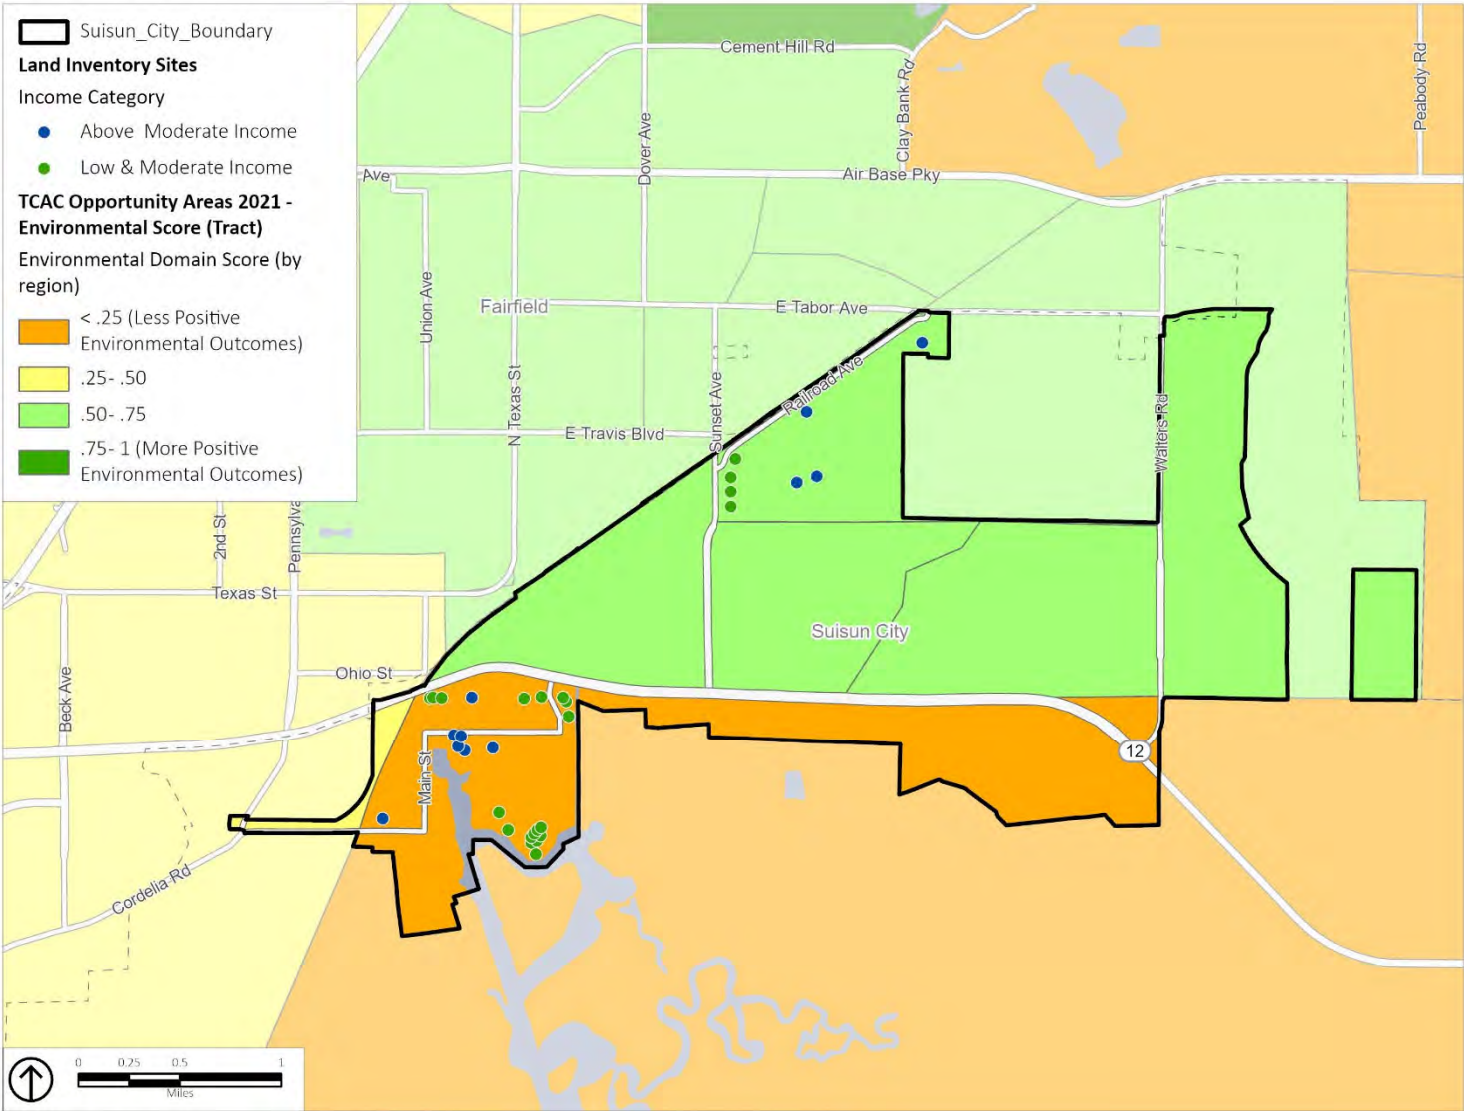 Suisun_City_Boundary
Land Inventory Sites
Income Category
Above Moderate Income
Low & Moderate Income
TCAC Opportunity Areas 2021 -
Environmental Score (Tract)
Environmental Domain Score (by
region)
< .25 (Less Positive
Environmental Outcomes)
.25- .50
.50- .75
.75- 1 (More Positive
Environmental Outcomes)
Cement Hill Rd
Clay Bank Rd
Peabody Rd
Dover Ave
Ave
Air Base Pky
Union Ave
Fairfield
N Texas St
E Tabor Ave
Railroad Ave
Sunset Ave
E Travis Blvd
Walters Rd
2nd St
Pennsylva
Texas St
Suisun City
Ohio St
Beck Ave
Main St
12
Cordelia Rd
0 0.25 0.5 1
Miles